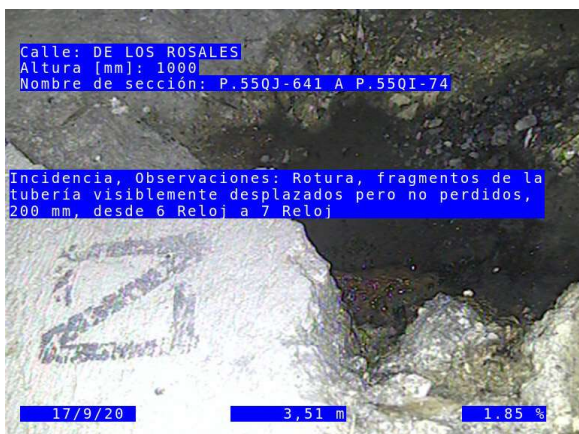 Calle: DE LOS ROSALES
Altura [mm]: 1000
Nombre de sección: P.55QJ-641 A P.55QI-74
Incidencia, Observaciones: Rotura, fragmentos de la
tubería visiblemente desplazados pero no perdidos,
200 mm, desde 6 Reloj a 7 Reloj
17/9/20 3,51 m 1.85 %